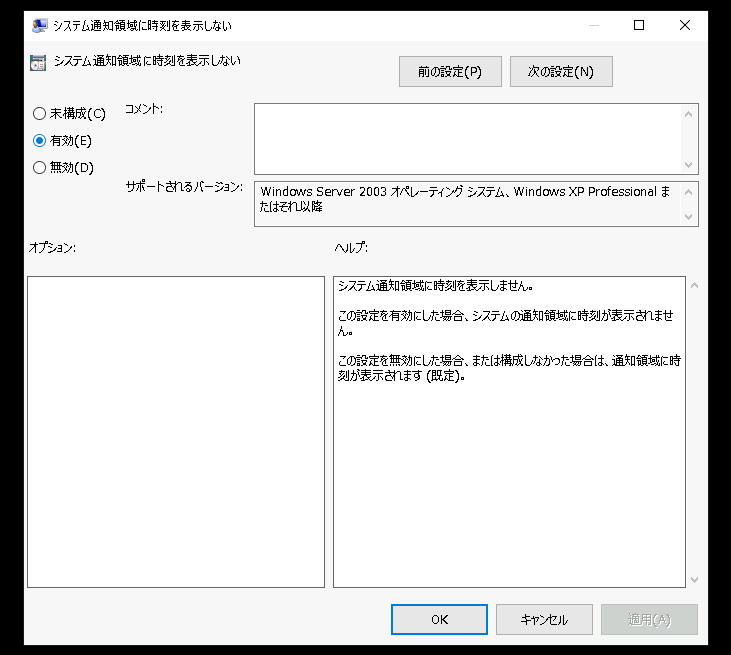 システム通知領域に時刻を表示しない
システム通知領域に時刻を表示しない
前の設定(P)
次の設定(N)
未構成(C)
有効(E)
無効(D)
コメント:
サポートされるバージョン:
Windows Server 2003 オペレーティング システム、Windows XP Professional ま
たはそれ以降
オプション:
ヘルプ:
システム通知領域に時刻を表示しません。
この設定を有効にした場合、システムの通知領域に時刻が表示されませ
ん。
この設定を無効にした場合、または構成しなかった場合は、通知領域に時
刻が表示されます (既定)。
OK
キャンセル
適用(A)